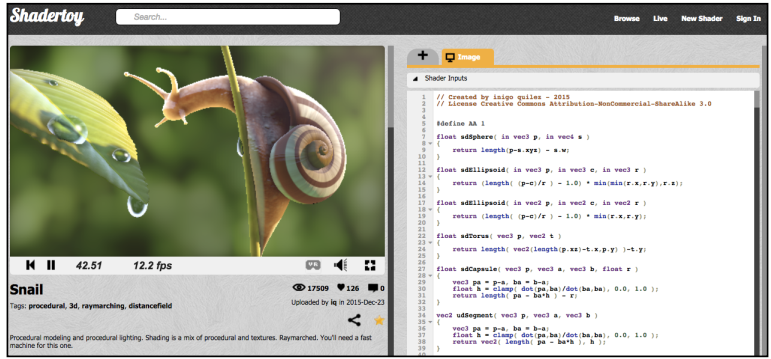 Shadertoy
Search...
Browse Live New Shader Sign In
42.51 12.2 fps
Snail
17509 126 0
Tags: procedural, 3d, raymarching, distancefield
Uploaded by iq in 2015-Dec-23
Procedural modeling and procedural lighting. Shading is a mix of procedural and textures. Raymarched. You'll need a fast
machine for this one.
+ Image
Shader Inputs
1 // Created by inigo quilez - 2015
2 // License Creative Commons Attribution-NonCommercial-ShareAlike 3.0
3
4 #define AA 1
6
7 float sdSphere( in vec3 p, in vec4 s )
8 {
9 return length(p-s.xyz) - s.w;
10 }
11
12 float sdEllipsoid( in vec3 p, in vec3 c, in vec3 r )
13 {
14 return (length( (p-c)/r ) - 1.0) * min(min(r.x,r.y),r.z);
15 }
16
17 float sdEllipsoid( in vec2 p, in vec2 c, in vec2 r )
18 {
19 return (length( (p-c)/r ) - 1.0) * min(r.x,r.y);
20 }
21
22 float sdTorus( vec3 p, vec2 t )
23 {
24 return length( vec2(length(p.xz)-t.x,p.y) )-t.y;
25 }
26
27 float sdCapsule( vec3 p, vec3 a, vec3 b, float r )
28 {
29 vec3 pa = p-a, ba = b-a;
30 float h = clamp( dot(pa,ba)/dot(ba,ba), 0.0, 1.0 );
31 return length( pa - ba*h ) - r;
32 }
33
34 vec2 udSegment( vec3 p, vec3 a, vec3 b )
35 {
36 vec3 pa = p-a, ba = b-a;
37 float h = clamp( dot(pa,ba)/dot(ba,ba), 0.0, 1.0 );
38 return vec2( length( pa - ba*h ), h );
39 }